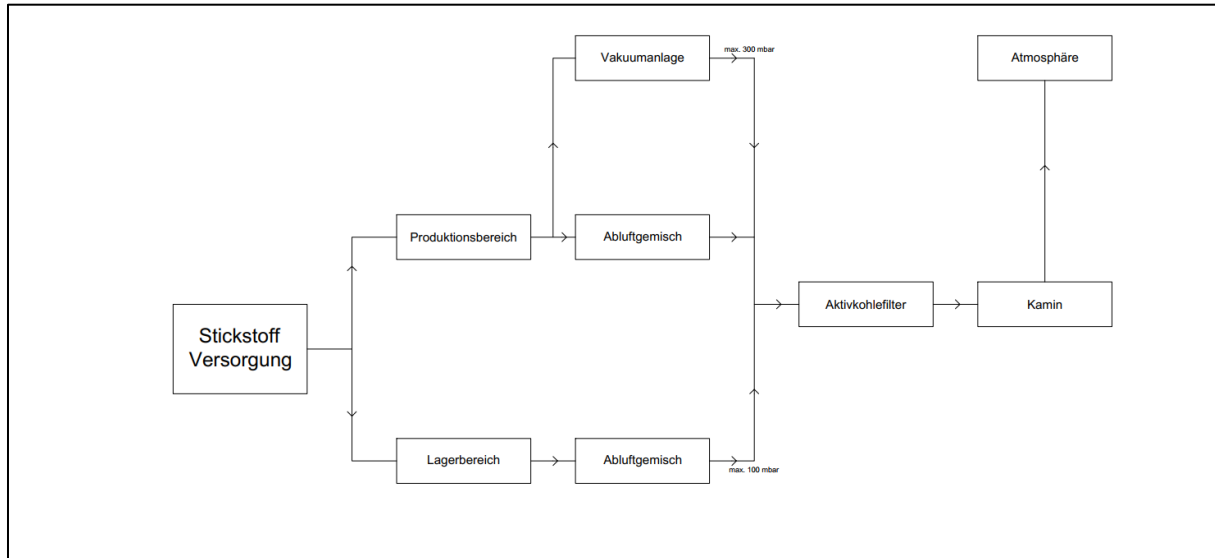 Vakuumanlage
max. 300 mbar
Atmosphäre
Produktionsbereich
Abluftgemisch
Aktivkohlefilter
Kamin
Stickstoff
Versorgung
Lagerbereich
Abluftgemisch
max. 100 mbar